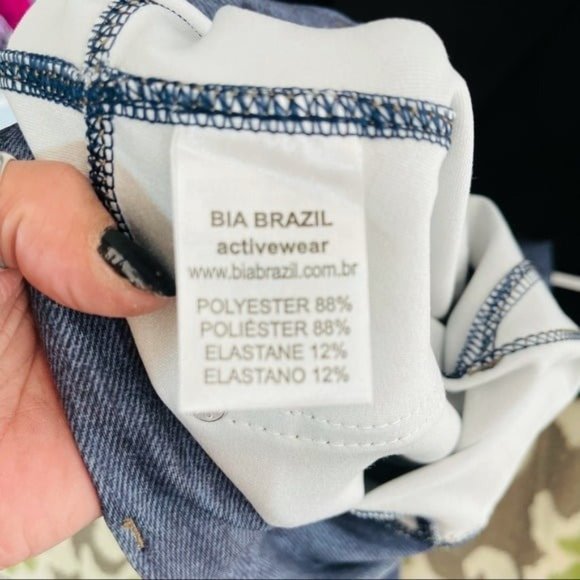 BIA BRAZIL
activewear
www.biabrazil.com.br
POLYESTER 88%
POLIÉSTER 88%
ELASTANE 12%
ELASTANO 12%